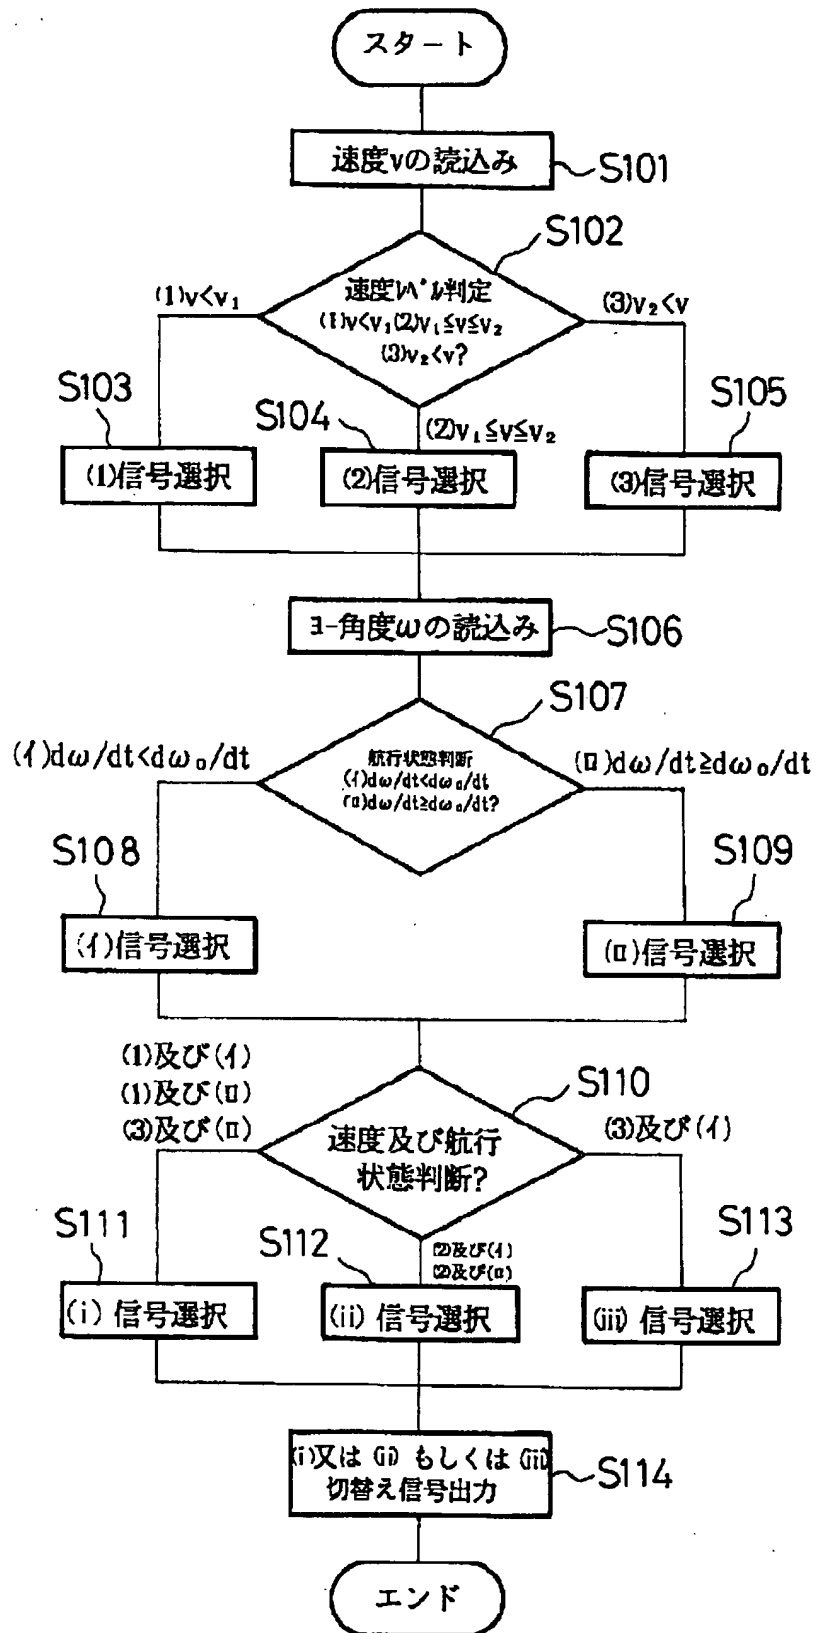 スタート
速度vの読込み
S101
S102
(1)v<v₁
速度ﾚﾍﾞﾙ判定
(1)v<v₁(2)v₁≦v≦v₂
(3)v₂<v?
(3)v₂<v
S103
S104
(2)v₁≦v≦v₂
S105
(1)信号選択
(2)信号選択
(3)信号選択
ﾖｰ角度ωの読込み
S106
S107
(ｲ)dω/dt<dω₀/dt
航行状態判断
(ｲ)dω/dt<dω₀/dt
(ﾛ)dω/dt≧dω₀/dt?
(ﾛ)dω/dt≧dω₀/dt
S108
S109
(ｲ)信号選択
(ﾛ)信号選択
(1)及び(ｲ)
(1)及び(ﾛ)
(3)及び(ﾛ)
S110
速度及び航行
状態判断?
(3)及び(ｲ)
S111
S112
(2)及び(ｲ)
(2)及び(ﾛ)
S113
(i) 信号選択
(ii) 信号選択
(iii) 信号選択
(i)又は (ii) もしくは (iii)
切替え信号出力
S114
エンド